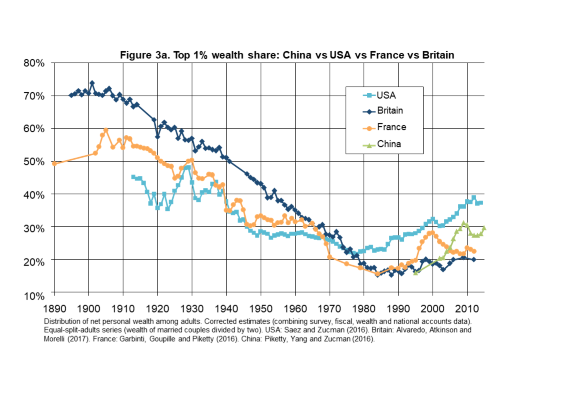 Figure 3a. Top 1% wealth share: China vs USA vs France vs Britain
80%
70%
60%
50%
40%
30%
20%
10%
USA
Britain
France
China
1890 1900 1910 1920 1930 1940 1950 1960 1970 1980 1990 2000 2010
Distribution of net personal wealth among adults. Corrected estimates (combining survey, fiscal, wealth and national accounts data).
Equal-split-adults series (wealth of married couples divided by two). USA: Saez and Zucman (2016). Britain: Alvaredo, Atkinson and
Morelli (2017). France: Garbinti, Goupille and Piketty (2016). China: Piketty, Yang and Zucman (2016).